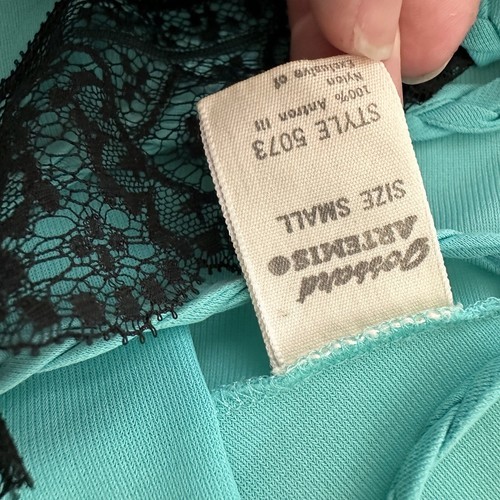 Gossard
ARTEMIS®
SIZE SMALL
STYLE 5073
100% Antron III
Nylon
Exclusive of